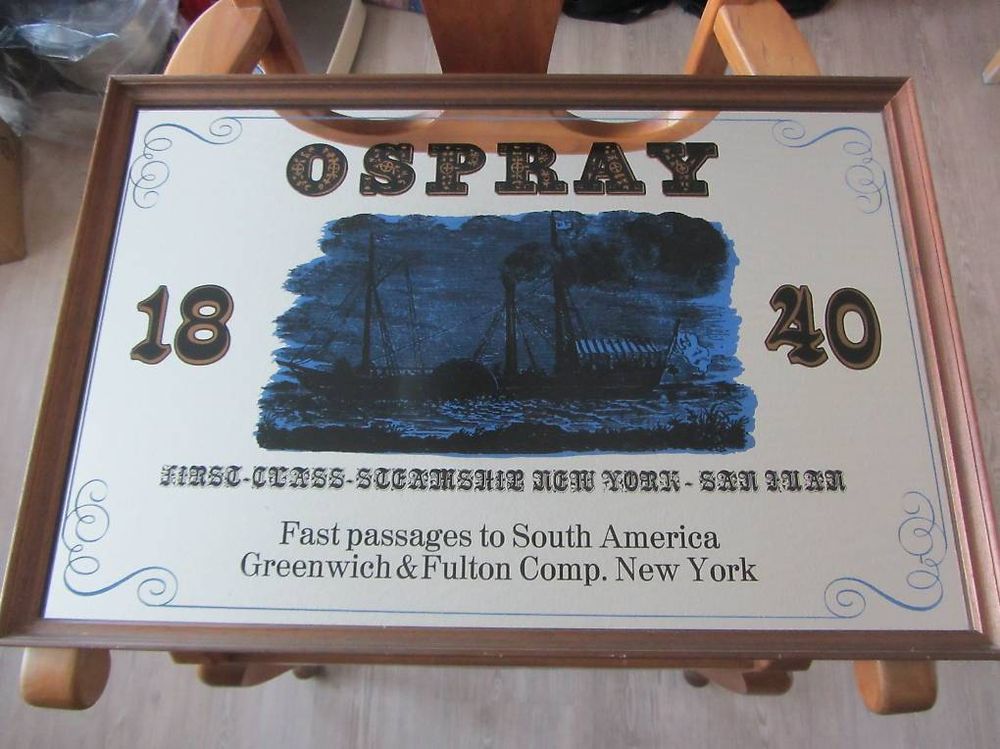 OSPRAY
18 40
FIRST-CLASS-STEAMSHIP NEW YORK - SAN JUAN
Fast passages to South America
Greenwich & Fulton Comp. New York